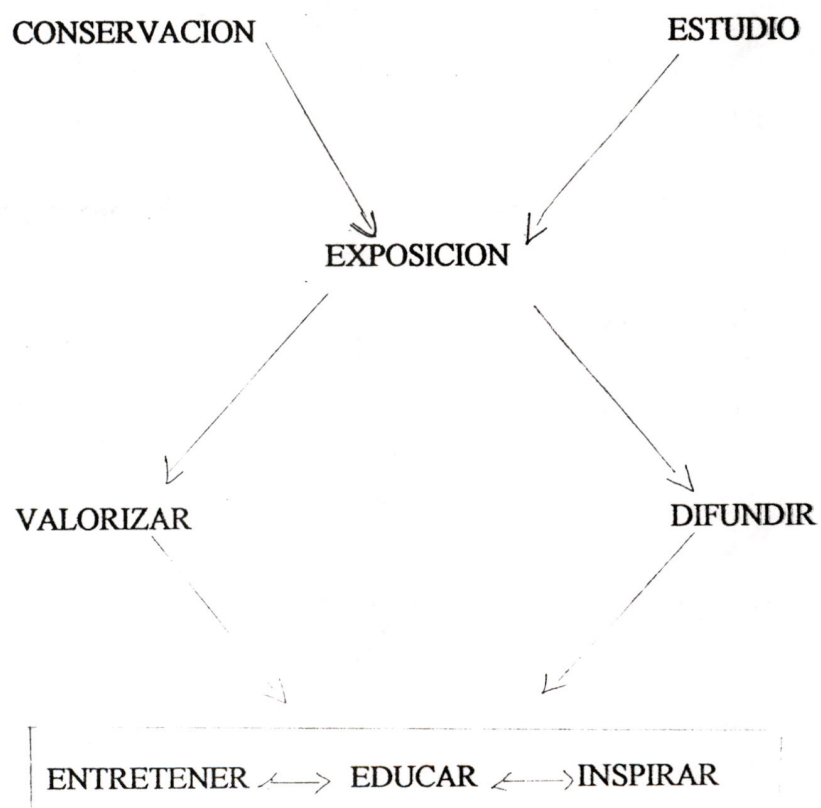 CONSERVACION ESTUDIO
EXPOSICION
VALORIZAR DIFUNDIR
ENTRETENER EDUCAR INSPIRAR